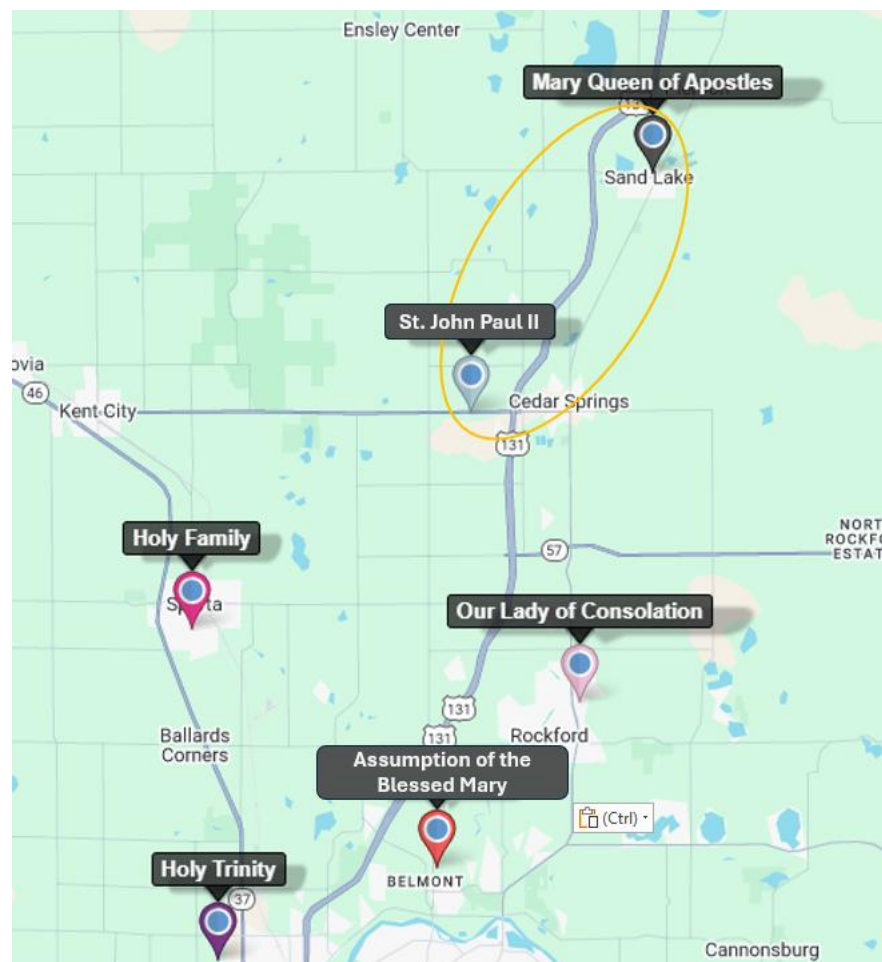 Ensley Center
Mary Queen of Apostles
131
Sand Lake
St. John Paul II
ovia
46
Kent City
Cedar Springs
131
Holy Family
NORT
ROCKFO
ESTAT
57
Our Lady of Consolation
131
Ballards
Corners
131
Rockford
Assumption of the
Blessed Mary
(Ctrl)
BELMONT
Holy Trinity
37
Cannonsburg